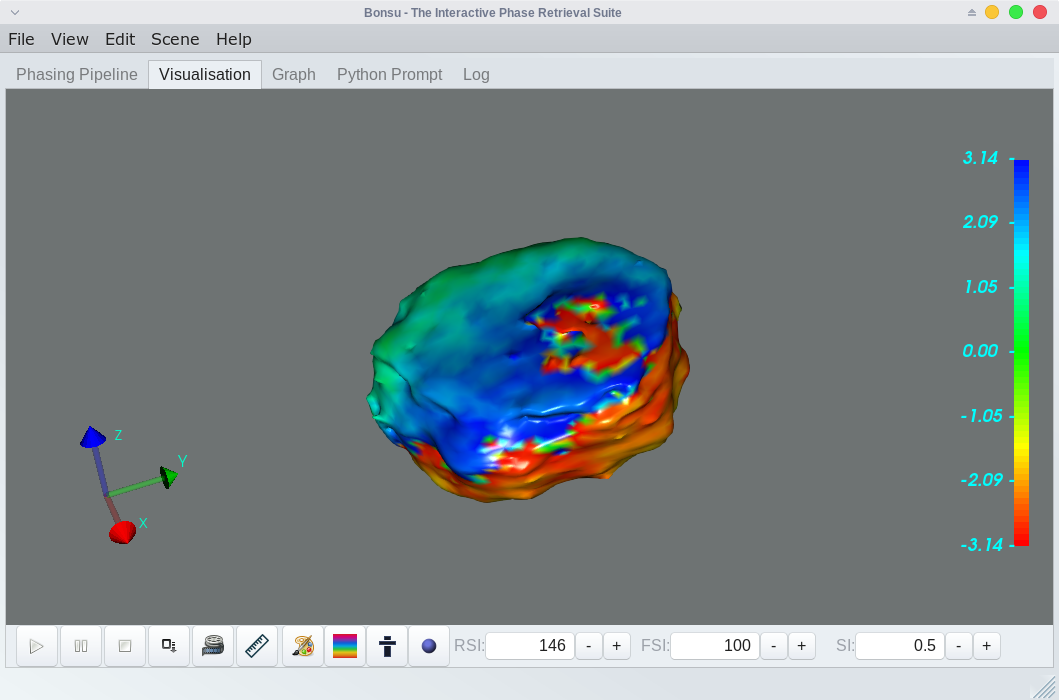 Bonsu - The Interactive Phase Retrieval Suite
File View Edit Scene Help
Phasing Pipeline Visualisation Graph Python Prompt Log
3.14
2.09
1.05
0.00
-1.05
-2.09
-3.14
Z
Y
X
RSI: 146 - + FSI: 100 - + SI: 0.5 - +